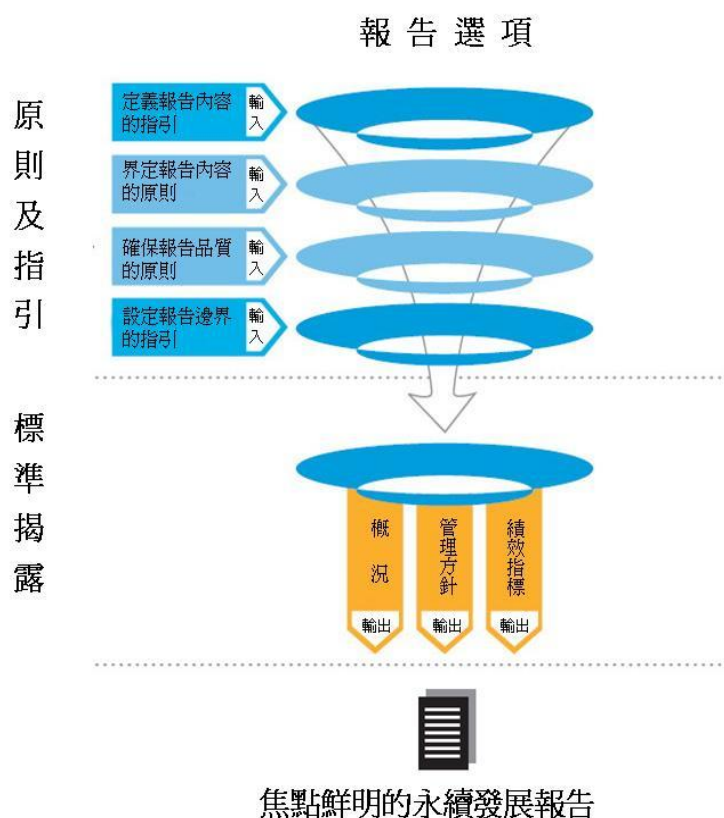 報告選項
原則及指引
定義報告內容
的指引
輸入
界定報告內容
的原則
輸入
確保報告品質
的原則
輸入
設定報告邊界
的指引
輸入
標準揭露
概況
管理方針
績效指標
輸出
輸出
輸出
焦點鮮明的永續發展報告